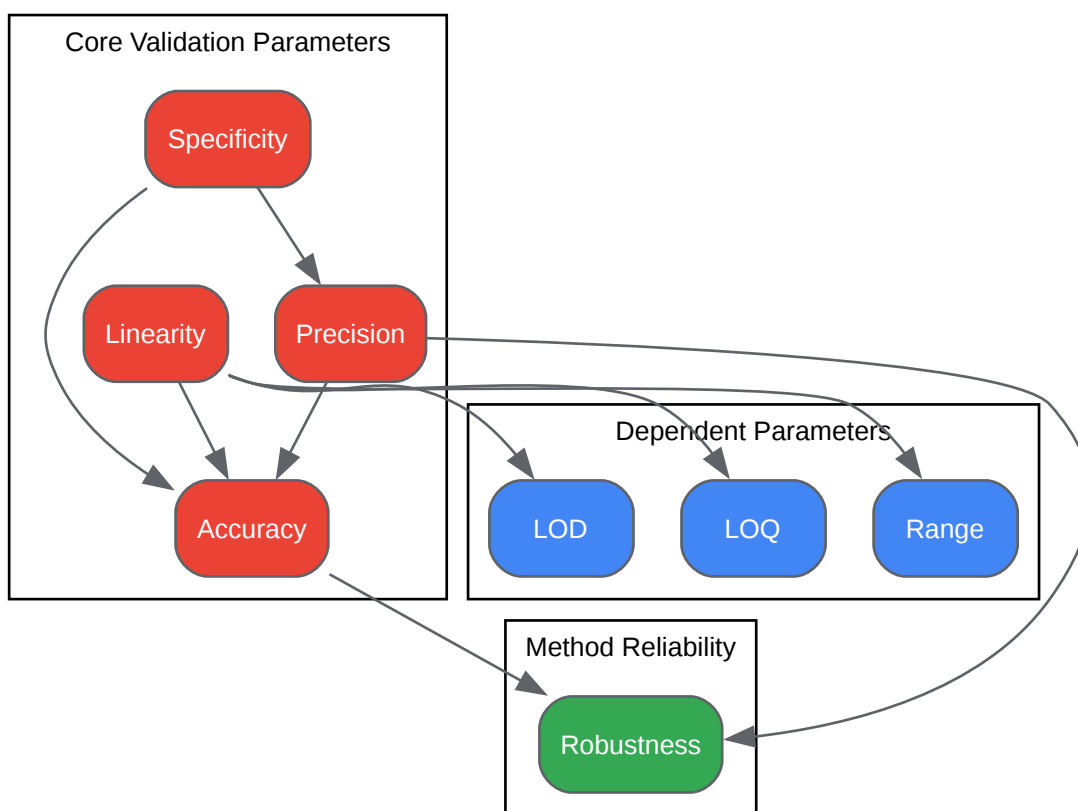 Core Validation Parameters
Specificity
Linearity
Precision
Accuracy
Dependent Parameters
LOD
LOQ
Range
Method Reliability
Robustness